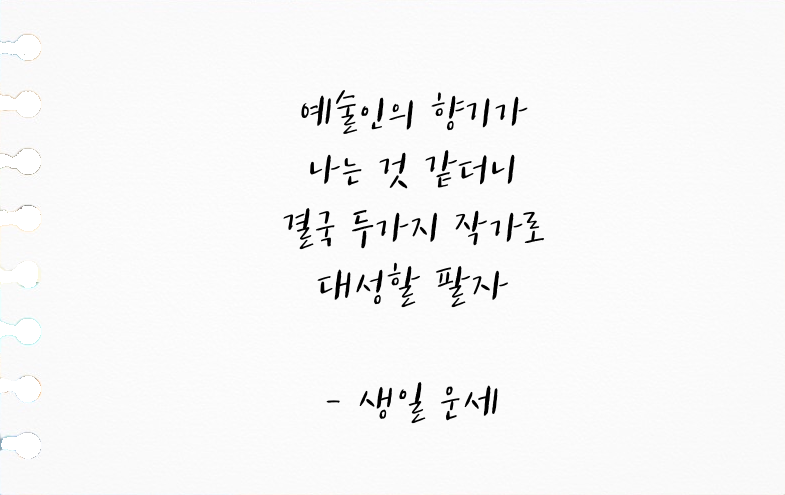 예술인의 향기가
나는 것 같더니
결국 두가지 작가로
대성할 팔자
- 생일 운세